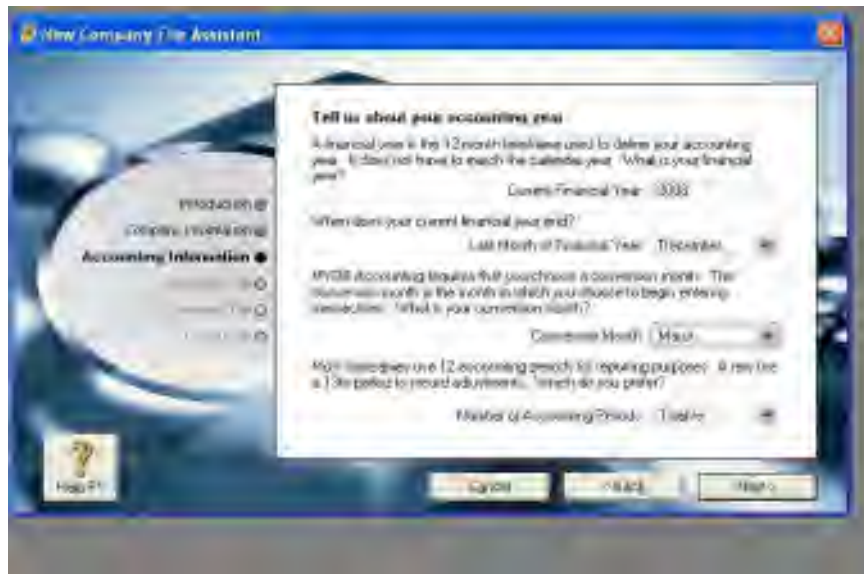 New Company File Assistant
Tell us about your accounting year
A financial year is the 12 month timeframe used to define your accounting
year. It does not have to match the calendar year. What is your financial
year?
Current Financial Year:
When does your current financial year end?
Last Month of Financial Year: December
MYOB Accounting requires that you choose a conversion month. The
conversion month is the month in which you choose to begin entering
transactions. What is your conversion month?
Conversion Month:
Most businesses use 12 accounting periods for reporting purposes. A few use
a 13th period to record adjustments. Which do you prefer?
Number of Accounting Periods: Twelve
Introduction
Company Information
Accounting Information
Help F1
Cancel
< Back
Next >